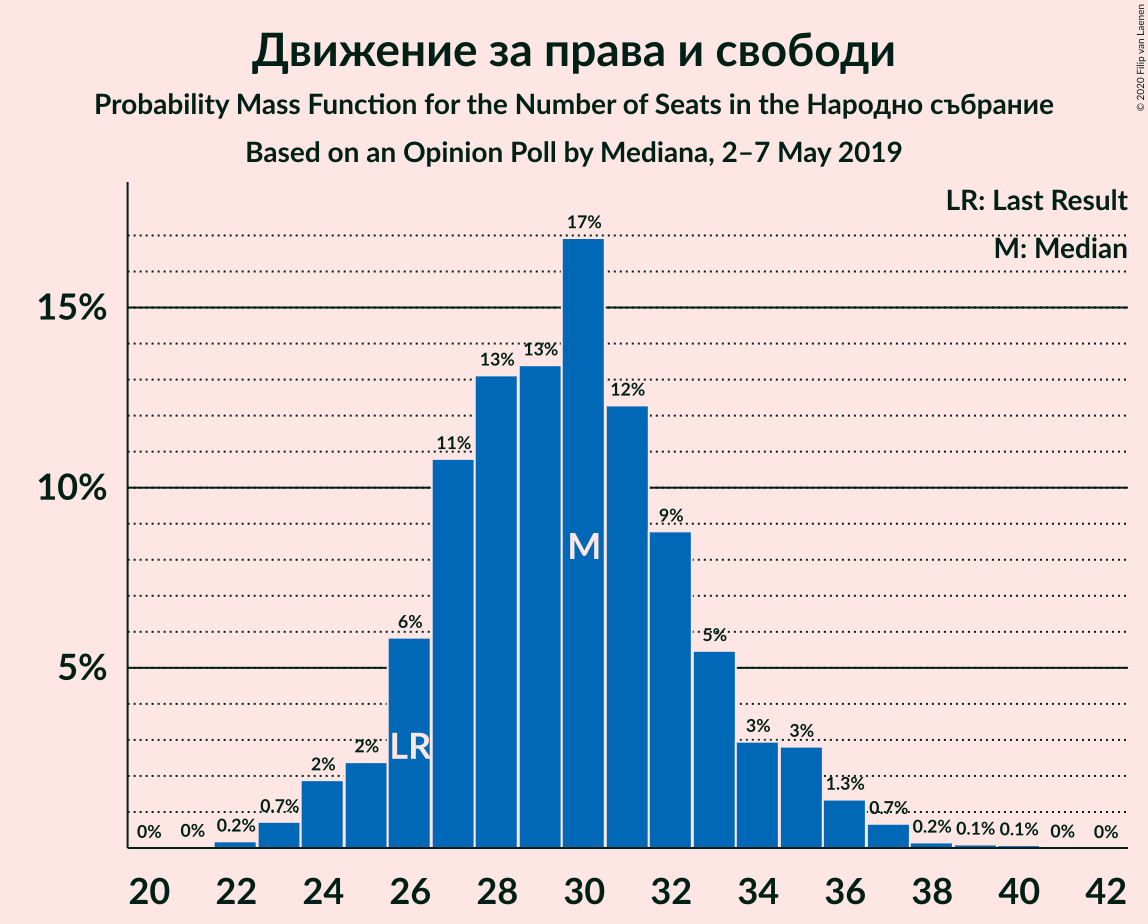 Движение за права и свободи
Probability Mass Function for the Number of Seats in the Народно събрание
Based on an Opinion Poll by Mediana, 2–7 May 2019
© 2020 Filip van Laenen
LR: Last Result
M: Median
15%
10%
5%
0%
0%
0.2%
0.7%
2%
2%
6%
11%
13%
13%
17%
12%
9%
5%
3%
3%
1.3%
0.7%
0.2%
0.1%
0.1%
0%
0%
LR
M
20 22 24 26 28 30 32 34 36 38 40 42